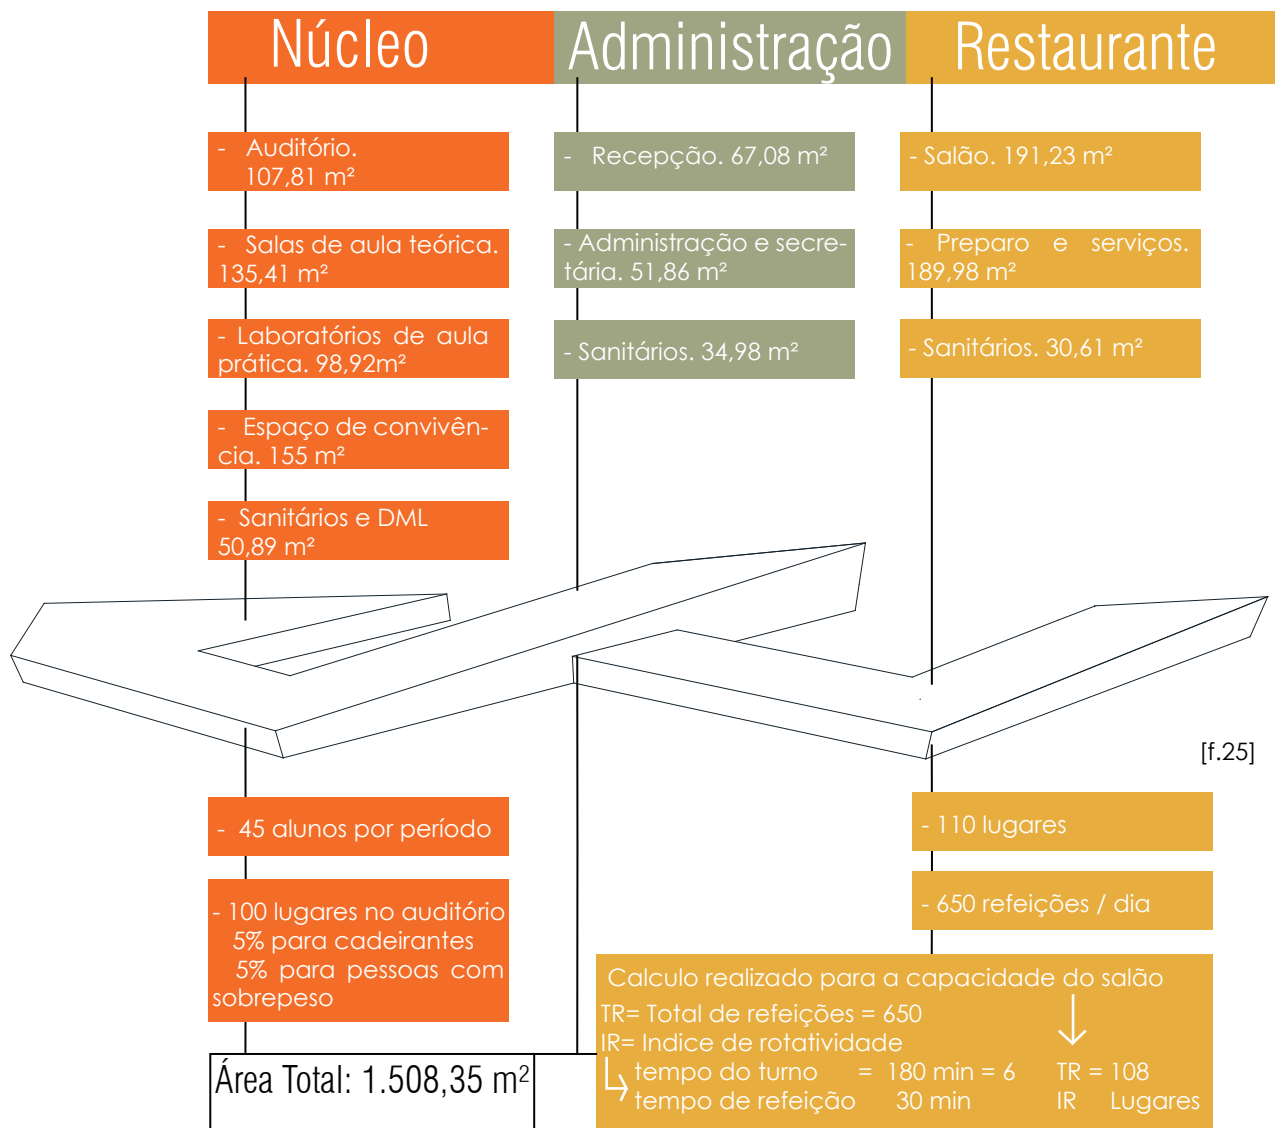 Núcleo
Administração
Restaurante
- Auditório.
107,81 m²
- Salas de aula teórica.
135,41 m²
- Laboratórios de aula
prática. 98,92m²
- Espaço de convivên-
cia. 155 m²
- Sanitários e DML
50,89 m²
- Recepção. 67,08 m²
- Administração e secre-
tária. 51,86 m²
- Sanitários. 34,98 m²
- Salão. 191,23 m²
- Preparo e serviços.
189,98 m²
- Sanitários. 30,61 m²
[f.25]
- 45 alunos por período
- 100 lugares no auditório
5% para cadeirantes
5% para pessoas com
sobrepeso
- 110 lugares
- 650 refeições / dia
Calculo realizado para a capacidade do salão
TR= Total de refeições = 650
IR= Indice de rotatividade
tempo do turno = 180 min = 6 TR = 108
tempo de refeição 30 min IR Lugares
Área Total: 1.508,35 m²